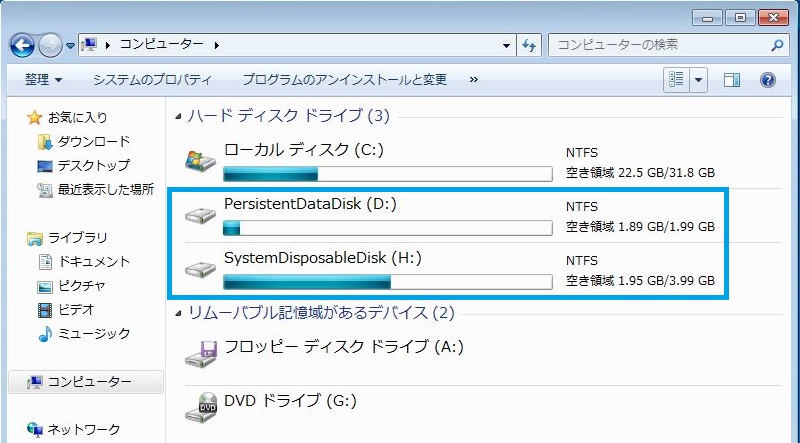 コンピューター
コンピューターの検索
整理 システムのプロパティ プログラムのアンインストールと変更 »
お気に入り
ダウンロード
デスクトップ
最近表示した場所
ライブラリ
ドキュメント
ピクチャ
ビデオ
ミュージック
コンピューター
ネットワーク
ハード ディスク ドライブ (3)
ローカル ディスク (C:)
NTFS
空き領域 22.5 GB/31.8 GB
PersistentDataDisk (D:)
NTFS
空き領域 1.89 GB/1.99 GB
SystemDisposableDisk (H:)
NTFS
空き領域 1.95 GB/3.99 GB
リムーバブル記憶域があるデバイス (2)
フロッピー ディスク ドライブ (A:)
DVD
DVD ドライブ (G:)